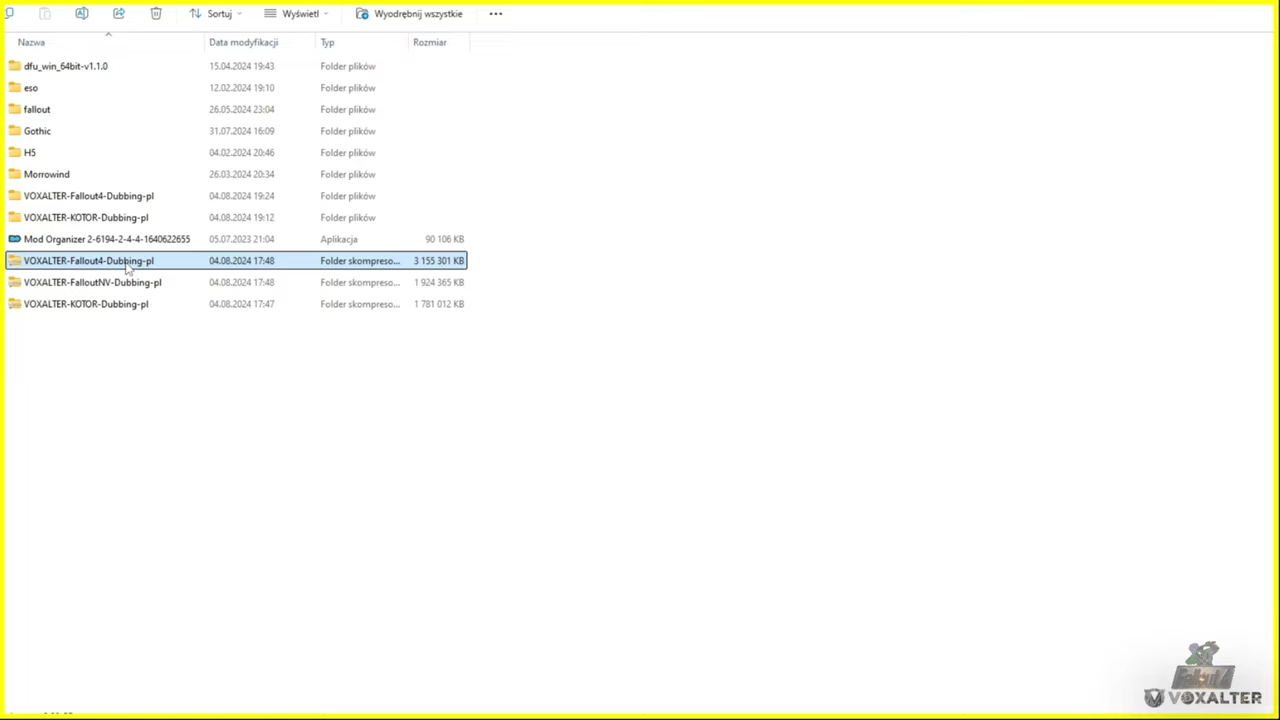 Sortuj Wyświetl Wyodrębnij wszystkie
Nazwa Data modyfikacji Typ Rozmiar
dfu_win_64bit-v1.1.0 15.04.2024 19:43 Folder plików
eso 12.02.2024 19:10 Folder plików
fallout 26.05.2024 23:04 Folder plików
Gothic 31.07.2024 16:09 Folder plików
H5 04.02.2024 20:46 Folder plików
Morrowind 26.03.2024 20:34 Folder plików
VOXALTER-Fallout4-Dubbing-pl 04.08.2024 19:24 Folder plików
VOXALTER-KOTOR-Dubbing-pl 04.08.2024 19:12 Folder plików
Mod Organizer 2-6194-2-4-4-1640622655 05.07.2023 21:04 Aplikacja 90 106 KB
VOXALTER-Fallout4-Dubbing-pl 04.08.2024 17:48 Folder skompreso... 3 155 301 KB
VOXALTER-FalloutNV-Dubbing-pl 04.08.2024 17:48 Folder skompreso... 1 924 365 KB
VOXALTER-KOTOR-Dubbing-pl 04.08.2024 17:47 Folder skompreso... 1 781 012 KB
Fallout 4
VOXALTER